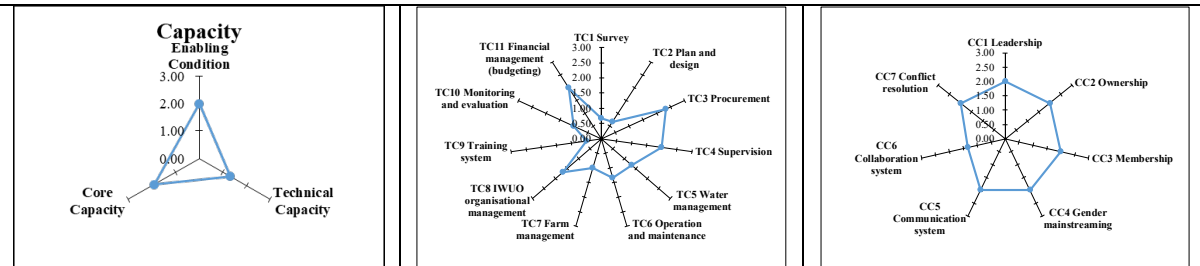 Capacity
Enabling
Condition
3.00
2.00
1.00
0.00
Core
Capacity
Technical
Capacity
TC1 Survey
3.00
2.50
2.00
1.50
1.00
0.50
0.00
TC2 Plan and
design
TC3 Procurement
TC4 Supervision
TC5 Water
management
TC6 Operation
and maintenance
TC7 Farm
management
TC8 IWUO
organisational
management
TC9 Training
system
TC10 Monitoring
and evaluation
TC11 Financial
management
(budgeting)
CC1 Leadership
3.00
2.50
2.00
1.50
1.00
0.50
0.00
CC2 Ownership
CC3 Membership
CC4 Gender
mainstreaming
CC5
Communication
system
CC6
Collaboration
system
CC7 Conflict
resolution